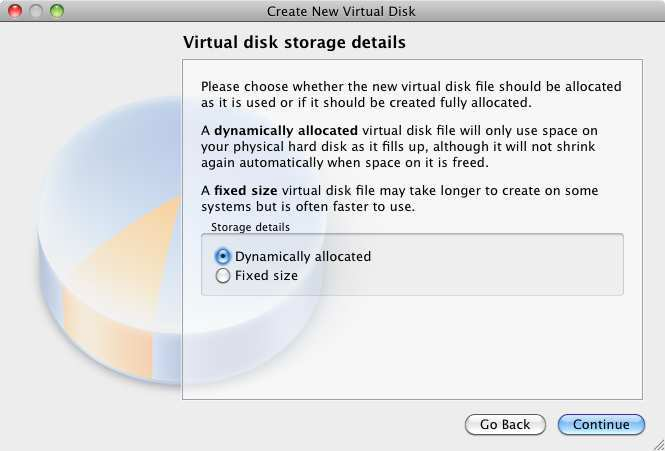 Create New Virtual Disk
Virtual disk storage details
Please choose whether the new virtual disk file should be allocated
as it is used or if it should be created fully allocated.
A dynamically allocated virtual disk file will only use space on
your physical hard disk as it fills up, although it will not shrink
again automatically when space on it is freed.
A fixed size virtual disk file may take longer to create on some
systems but is often faster to use.
Storage details
Dynamically allocated
Fixed size
Go Back
Continue